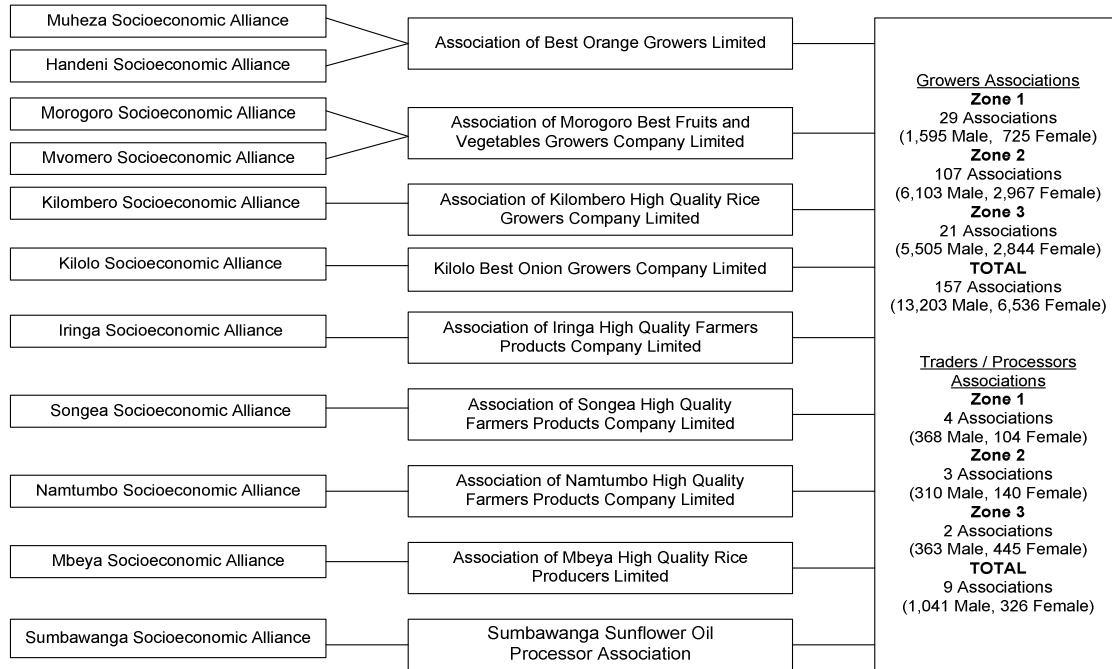 Muheza Socioeconomic Alliance
Handeni Socioeconomic Alliance
Morogoro Socioeconomic Alliance
Mvomero Socioeconomic Alliance
Kilombero Socioeconomic Alliance
Kilolo Socioeconomic Alliance
Iringa Socioeconomic Alliance
Songea Socioeconomic Alliance
Namtumbo Socioeconomic Alliance
Mbeya Socioeconomic Alliance
Sumbawanga Socioeconomic Alliance
Association of Best Orange Growers Limited
Association of Morogoro Best Fruits and
Vegetables Growers Company Limited
Association of Kilombero High Quality Rice
Growers Company Limited
Kilolo Best Onion Growers Company Limited
Association of Iringa High Quality Farmers
Products Company Limited
Association of Songea High Quality
Farmers Products Company Limited
Association of Namtumbo High Quality
Farmers Products Company Limited
Association of Mbeya High Quality Rice
Producers Limited
Sumbawanga Sunflower Oil
Processor Association
Growers Associations
Zone 1
29 Associations
(1,595 Male, 725 Female)
Zone 2
107 Associations
(6,103 Male, 2,967 Female)
Zone 3
21 Associations
(5,505 Male, 2,844 Female)
TOTAL
157 Associations
(13,203 Male, 6,536 Female)
Traders / Processors
Associations
Zone 1
4 Associations
(368 Male, 104 Female)
Zone 2
3 Associations
(310 Male, 140 Female)
Zone 3
2 Associations
(363 Male, 445 Female)
TOTAL
9 Associations
(1,041 Male, 326 Female)